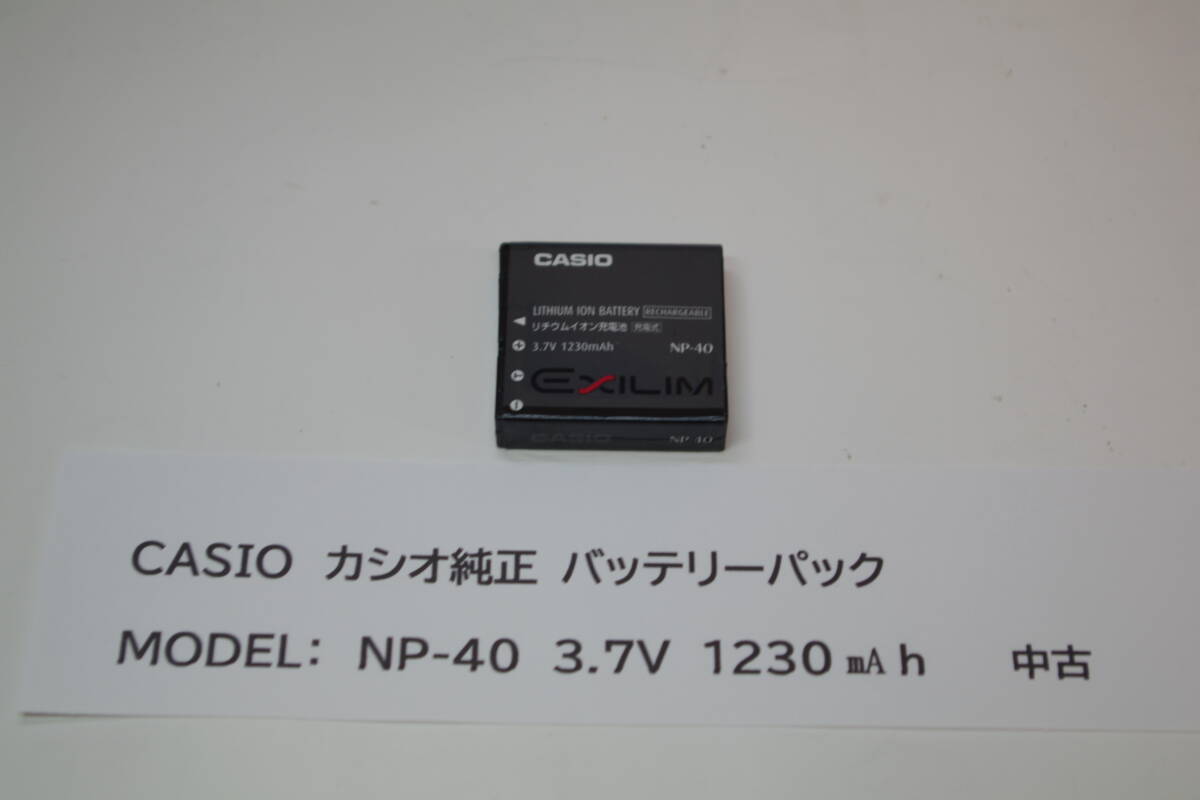 CASIO
LITHIUM ION BATTERY RECHARGEABLE
リチウムイオン充電池 充電式
3.7V 1230mAh NP-40
EXILIM
CASIO NP-40
CASIO カシオ純正 バッテリーパック
MODEL: NP-40 3.7V 1230mAh 中古